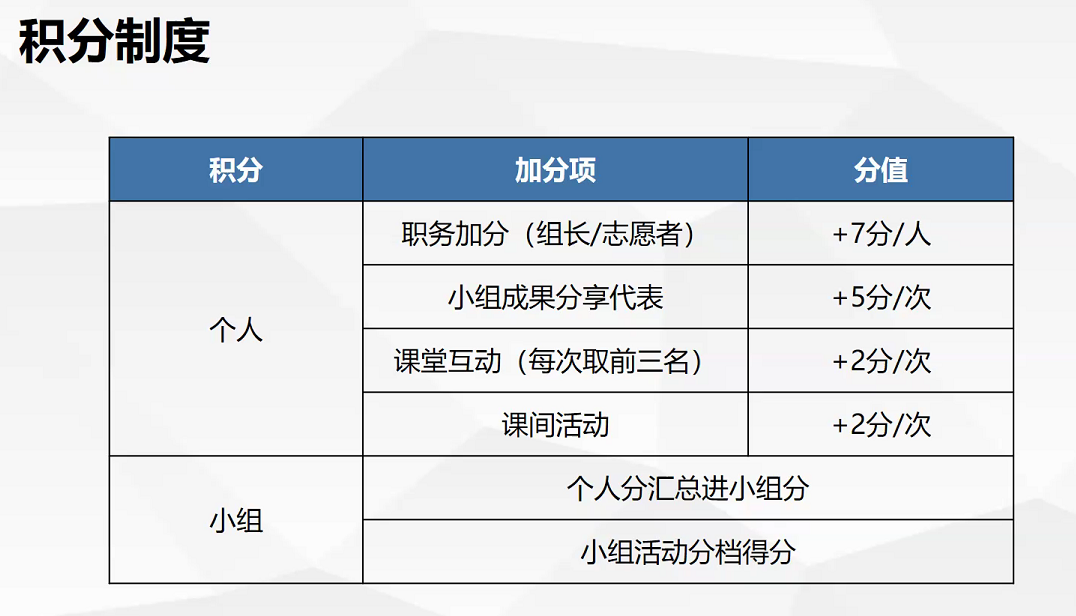 积分制度
积分 加分项 分值
个人
职务加分（组长/志愿者） +7分/人
小组成果分享代表 +5分/次
课堂互动（每次取前三名） +2分/次
课间活动 +2分/次
小组
个人分汇总进小组分
小组活动分档得分